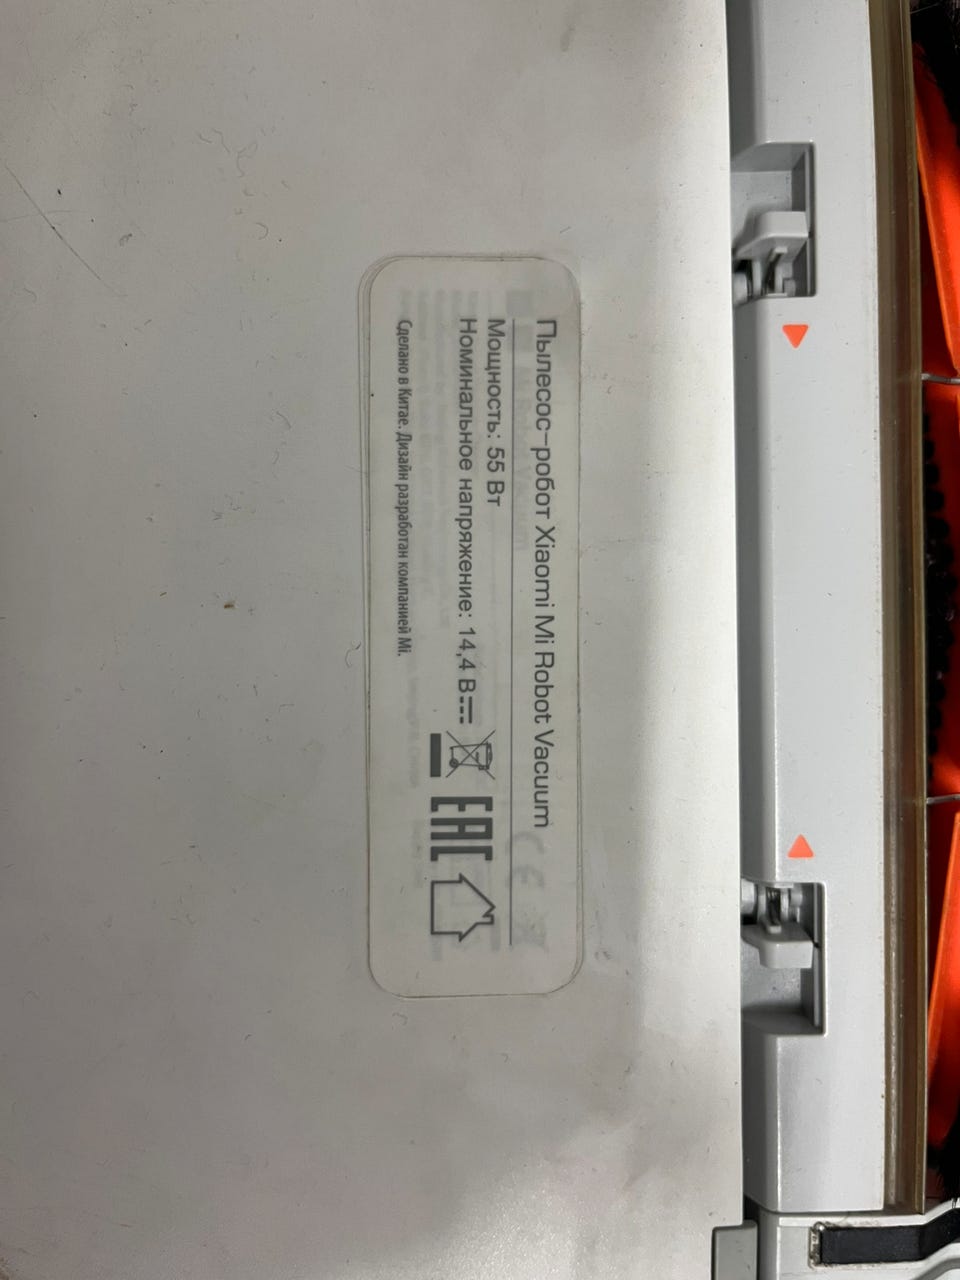 Пылесос-робот Xiaomi Mi Robot Vacuum
Мощность: 55 Вт
Номинальное напряжение: 14,4 В
Сделано в Китае. Дизайн разработан компанией Mi.
EAC